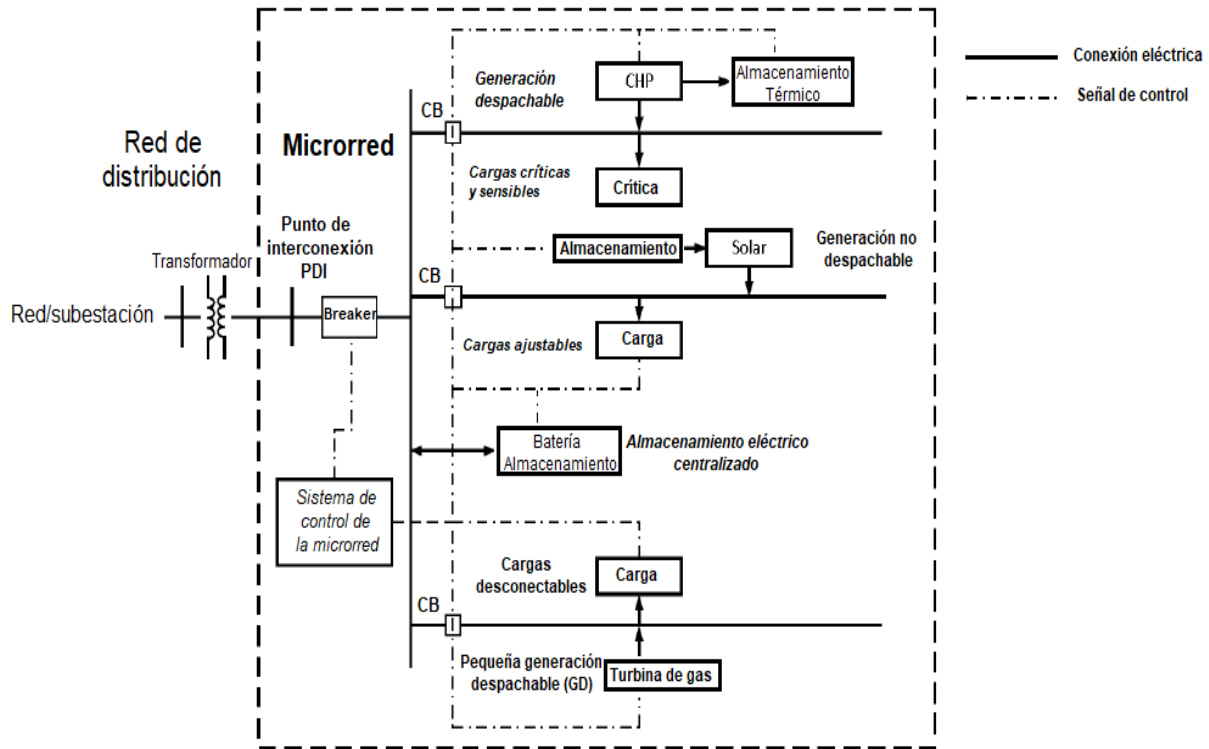 Red de
distribución
Transformador
Red/subestación
Microrred
Punto de
interconexión
PDI
Breaker
Sistema de
control de
la microrred
CB
Generación
despachable
CHP
Almacenamiento
Térmico
Cargas críticas
y sensibles
Crítica
CB
Almacenamiento
Solar
Generación no
despachable
Cargas ajustables
Carga
Batería
Almacenamiento
Almacenamiento eléctrico
centralizado
Cargas
desconectables
Carga
CB
Pequeña generación
despachable (GD)
Turbina de gas
Conexión eléctrica
Señal de control